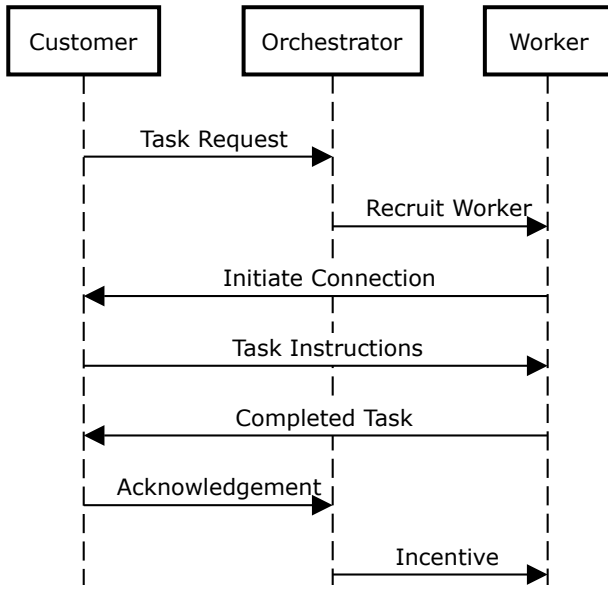 Customer
Orchestrator
Worker
Task Request
Recruit Worker
Initiate Connection
Task Instructions
Completed Task
Acknowledgement
Incentive